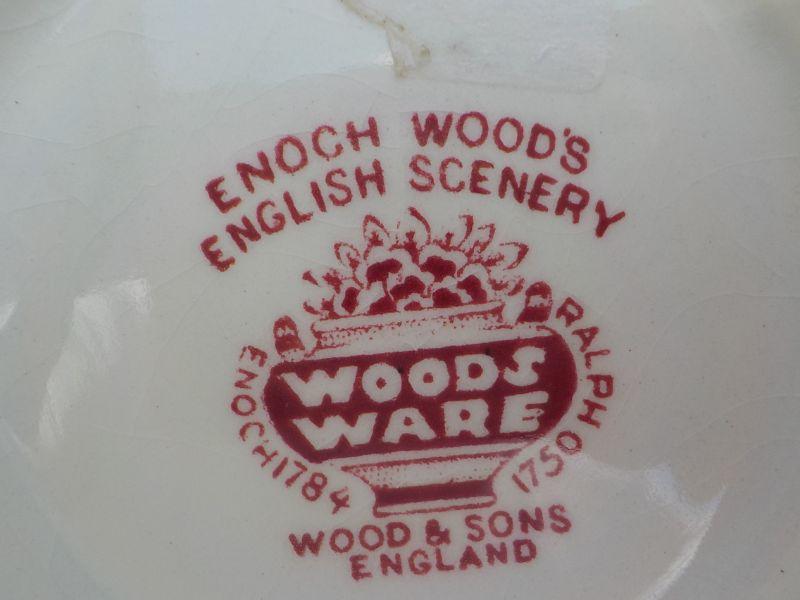 ENOCH WOOD'S
ENGLISH SCENERY
WOODS
WARE
ENOCH 1784
RALPH 1750
WOOD & SONS
ENGLAND